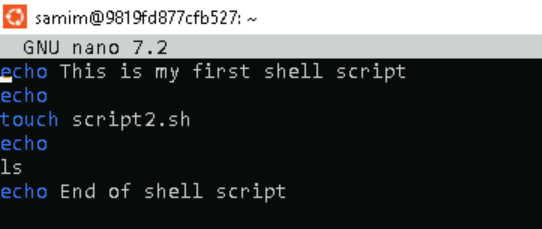 samim@9819fd877cfb527: ~
GNU nano 7.2
echo This is my first shell script
echo
touch script2.sh
echo
ls
echo End of shell script